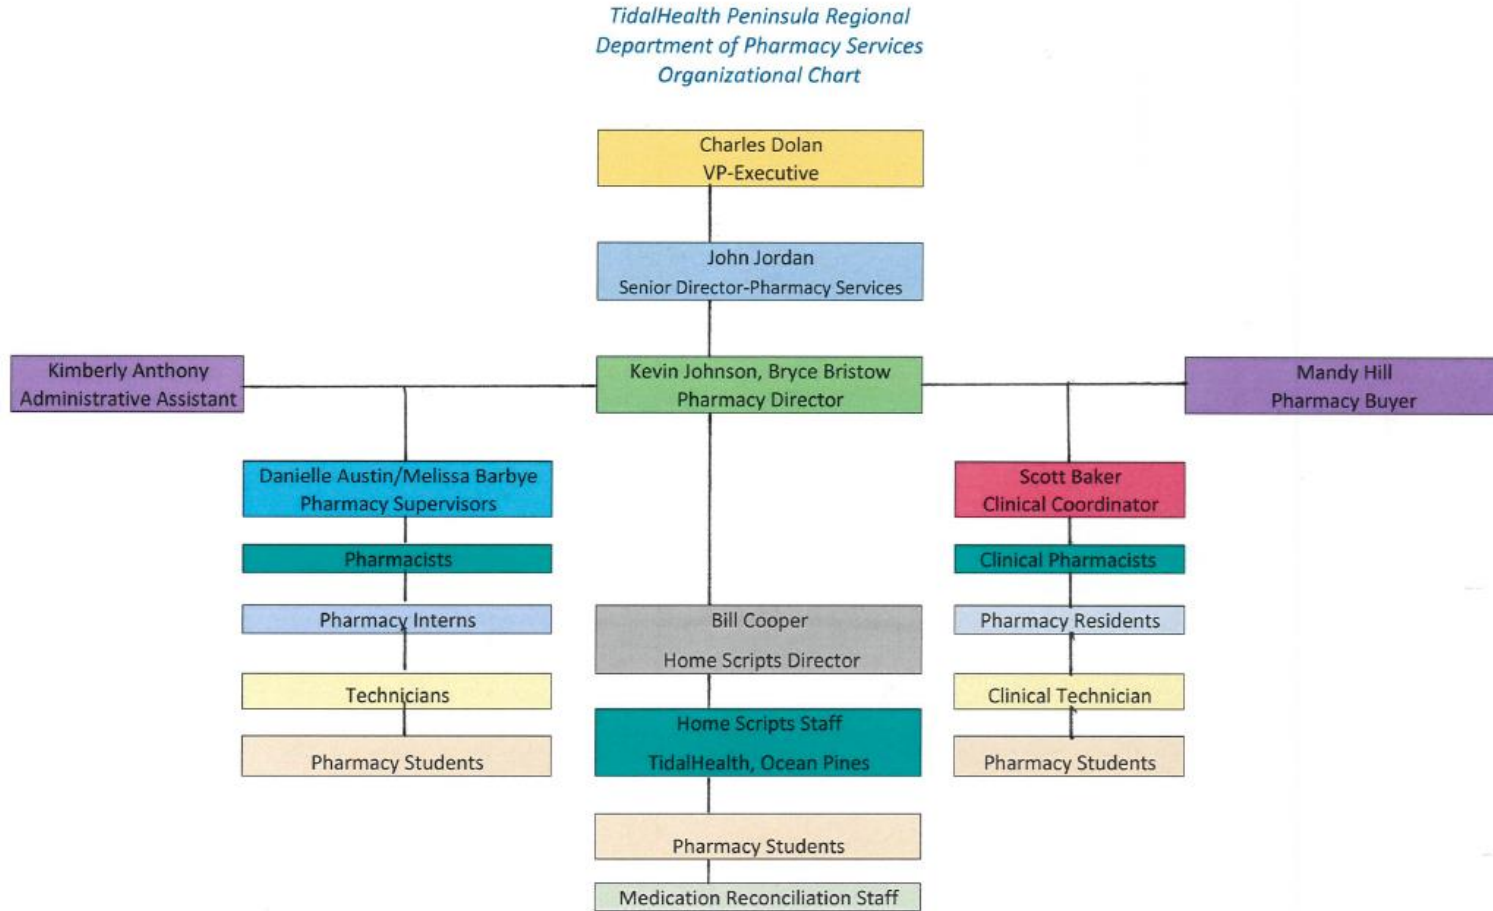 TidalHealth Peninsula Regional
Department of Pharmacy Services
Organizational Chart
Charles Dolan
VP-Executive
John Jordan
Senior Director-Pharmacy Services
Kimberly Anthony
Administrative Assistant
Kevin Johnson, Bryce Bristow
Pharmacy Director
Mandy Hill
Pharmacy Buyer
Danielle Austin/Melissa Barbye
Pharmacy Supervisors
Pharmacists
Pharmacy Interns
Technicians
Pharmacy Students
Bill Cooper
Home Scripts Director
Home Scripts Staff
TidalHealth, Ocean Pines
Pharmacy Students
Medication Reconciliation Staff
Scott Baker
Clinical Coordinator
Clinical Pharmacists
Pharmacy Residents
Clinical Technician
Pharmacy Students